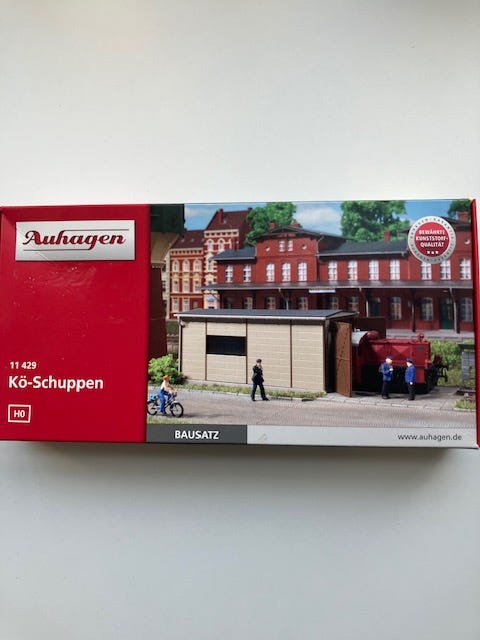 Auhagen
BEWÄHRTE
KUNSTSTOFF-
QUALITÄT
11 429
Kö-Schuppen
H0
BAUSATZ
www.auhagen.de